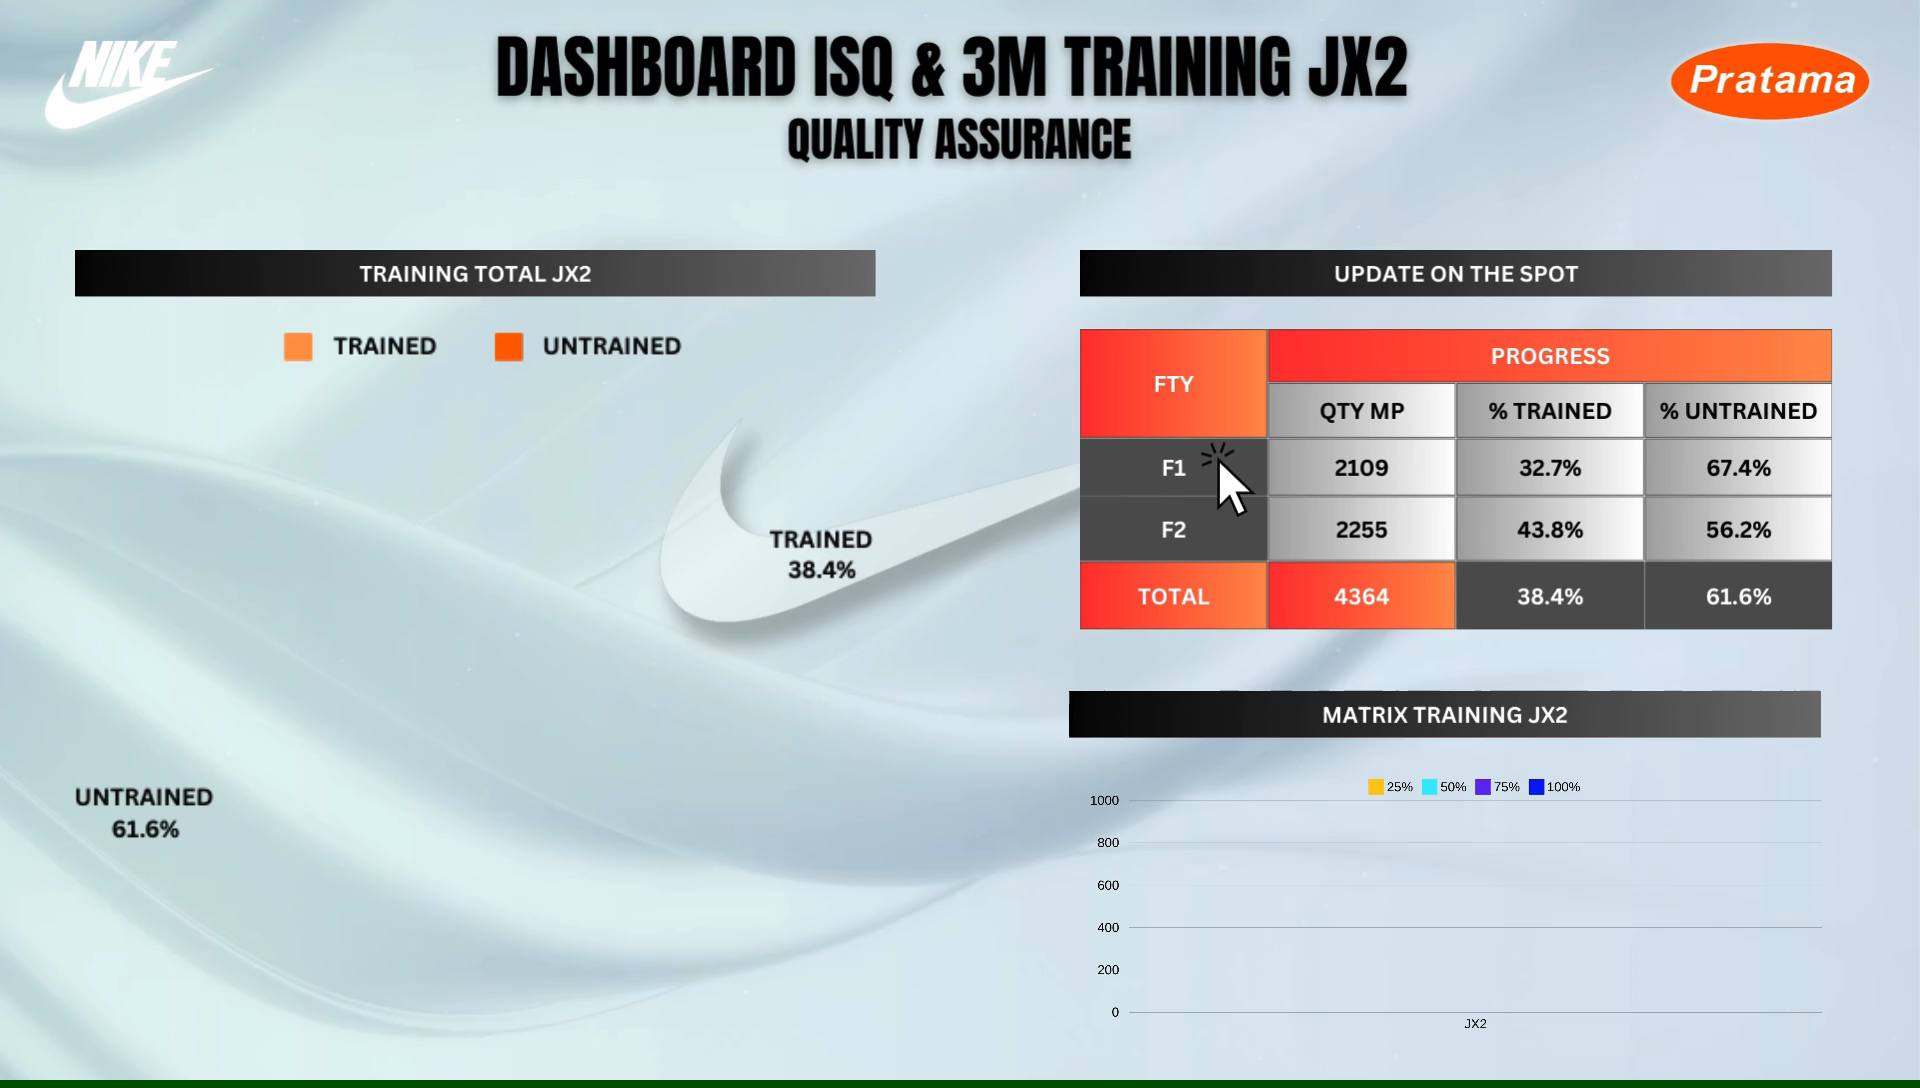 NIKE
DASHBOARD ISQ & 3M TRAINING JX2
Pratama
QUALITY ASSURANCE
TRAINING TOTAL JX2
TRAINED
UNTRAINED
TRAINED
38.4%
UNTRAINED
61.6%
UPDATE ON THE SPOT
FTY
PROGRESS
QTY MP
% TRAINED
% UNTRAINED
F1
2109
32.7%
67.4%
F2
2255
43.8%
56.2%
TOTAL
4364
38.4%
61.6%
MATRIX TRAINING JX2
25%
50%
75%
100%
1000
800
600
400
200
0
JX2